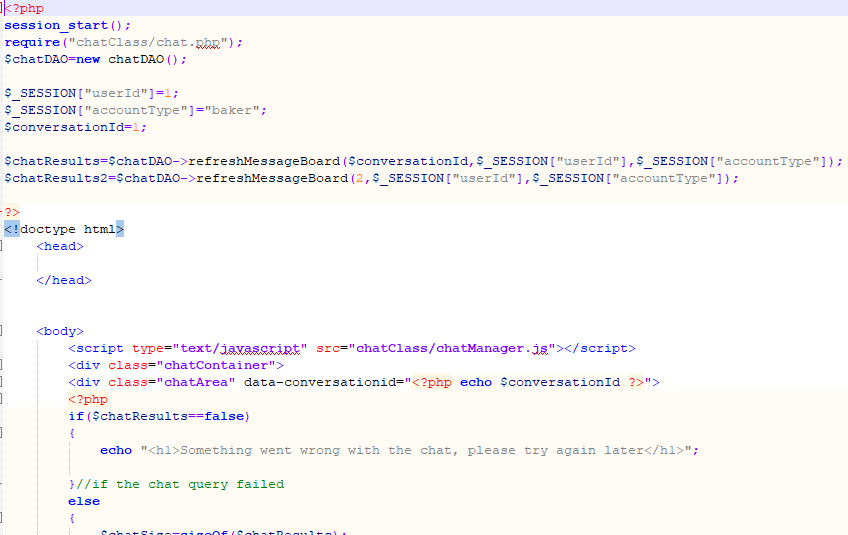 <?php
session_start();
require("chatClass/chat.php");
$chatDAO=new chatDAO();
$_SESSION["userId"]=1;
$_SESSION["accountType"]="baker";
$conversationId=1;
$chatResults=$chatDAO->refreshMessageBoard($conversationId,$_SESSION["userId"],$_SESSION["accountType"]);
$chatResults2=$chatDAO->refreshMessageBoard(2,$_SESSION["userId"],$_SESSION["accountType"]);
?>
<!doctype html>
<head>
</head>
<body>
<script type="text/javascript" src="chatClass/chatManager.js"></script>
<div class="chatContainer">
<div class="chatArea" data-conversationid="<?php echo $conversationId ?>">
<?php
if($chatResults==false)
{
echo "<h1>Something went wrong with the chat, please try again later</h1>";
}//if the chat query failed
else
{
$chatSize=sizeOf($chatResults);